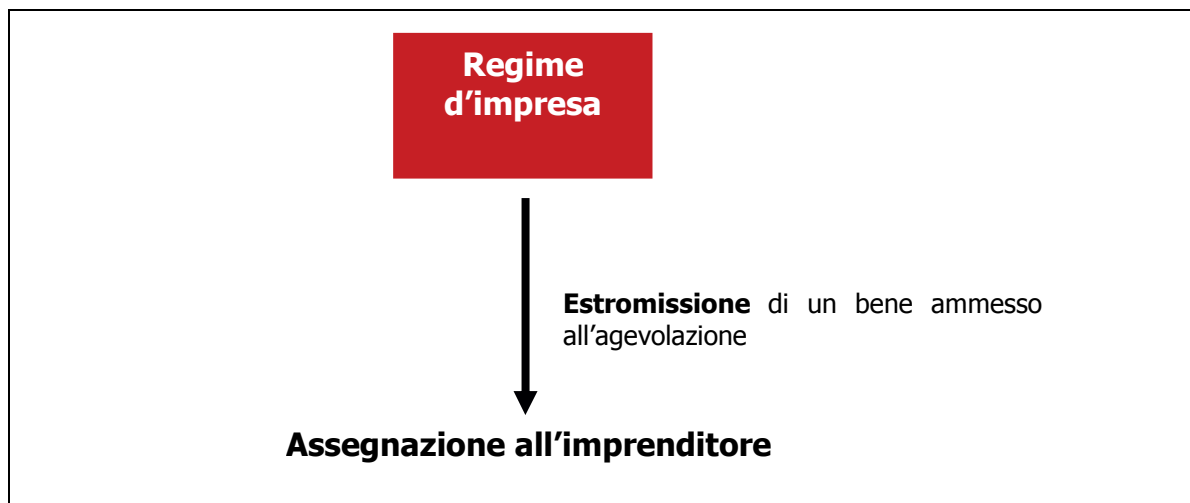 Regime
d’impresa
Estromissione di un bene ammesso
all’agevolazione
Assegnazione all’imprenditore